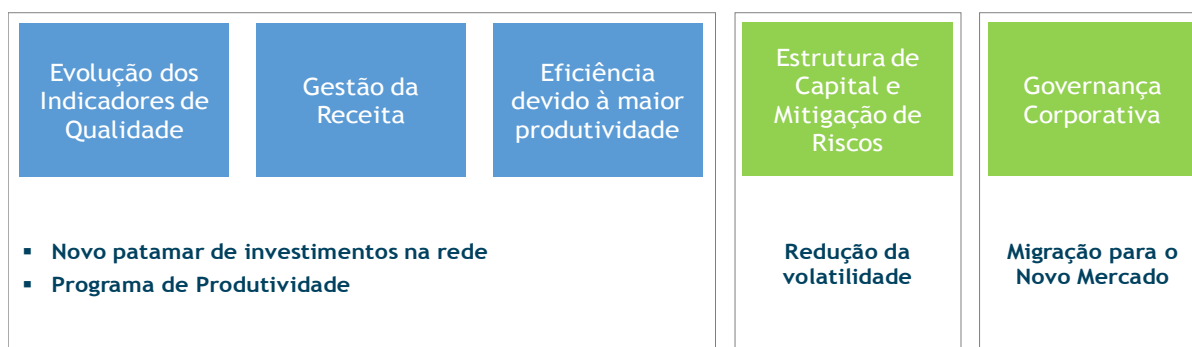 Evolução dos
Indicadores de
Qualidade
Gestão da
Receita
Eficiência
devido à maior
produtividade
▪ Novo patamar de investimentos na rede
▪ Programa de Produtividade
Estrutura de
Capital e
Mitigação de
Riscos
Redução da
volatilidade
Governança
Corporativa
Migração para o
Novo Mercado